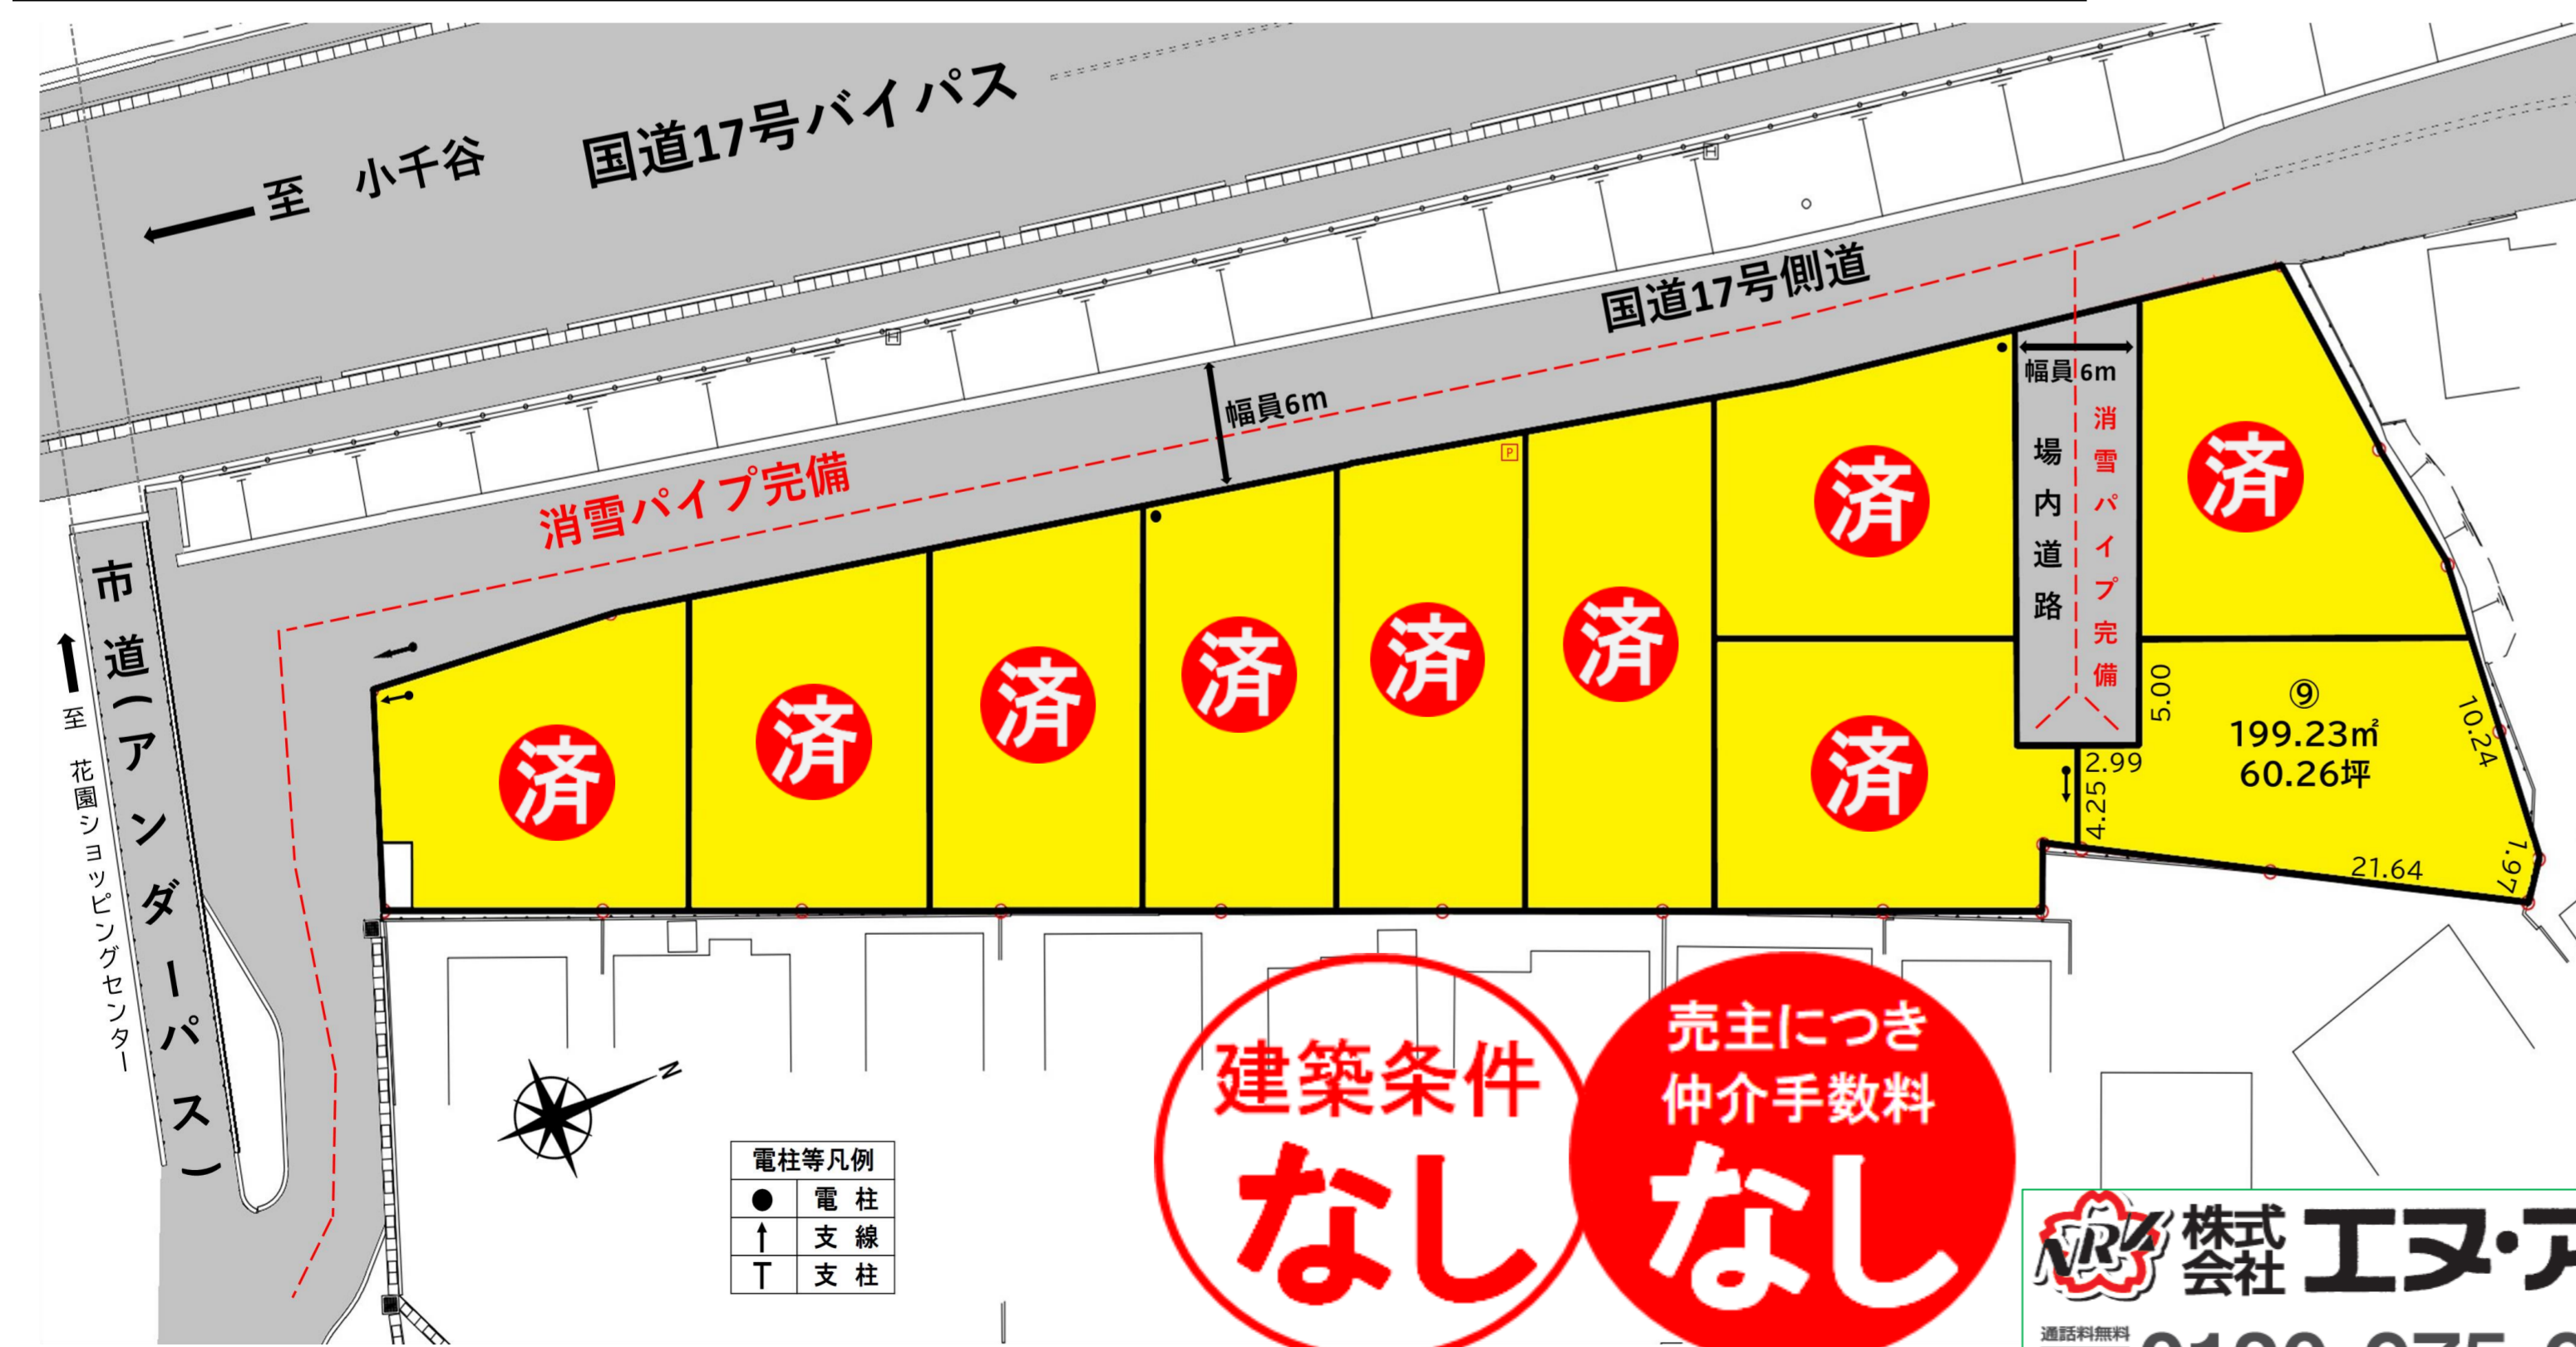 至 小千谷 国道17号バイパス
国道17号側道
幅員6m
消雪パイプ完備
幅員6m
場内道路
消雪パイプ完備
市道(アンダーパス)
至 花園ショッピングセンター
P
済
済
済
済
済
済
済
済
済
⑨
199.23㎡
60.26坪
5.00
2.99
4.25
10.24
1.97
21.64
N
電柱等凡例
電柱
支線
支柱
建築条件
なし
売主につき
仲介手数料
なし
NRK 株式会社 エヌ・ア
通話料無料